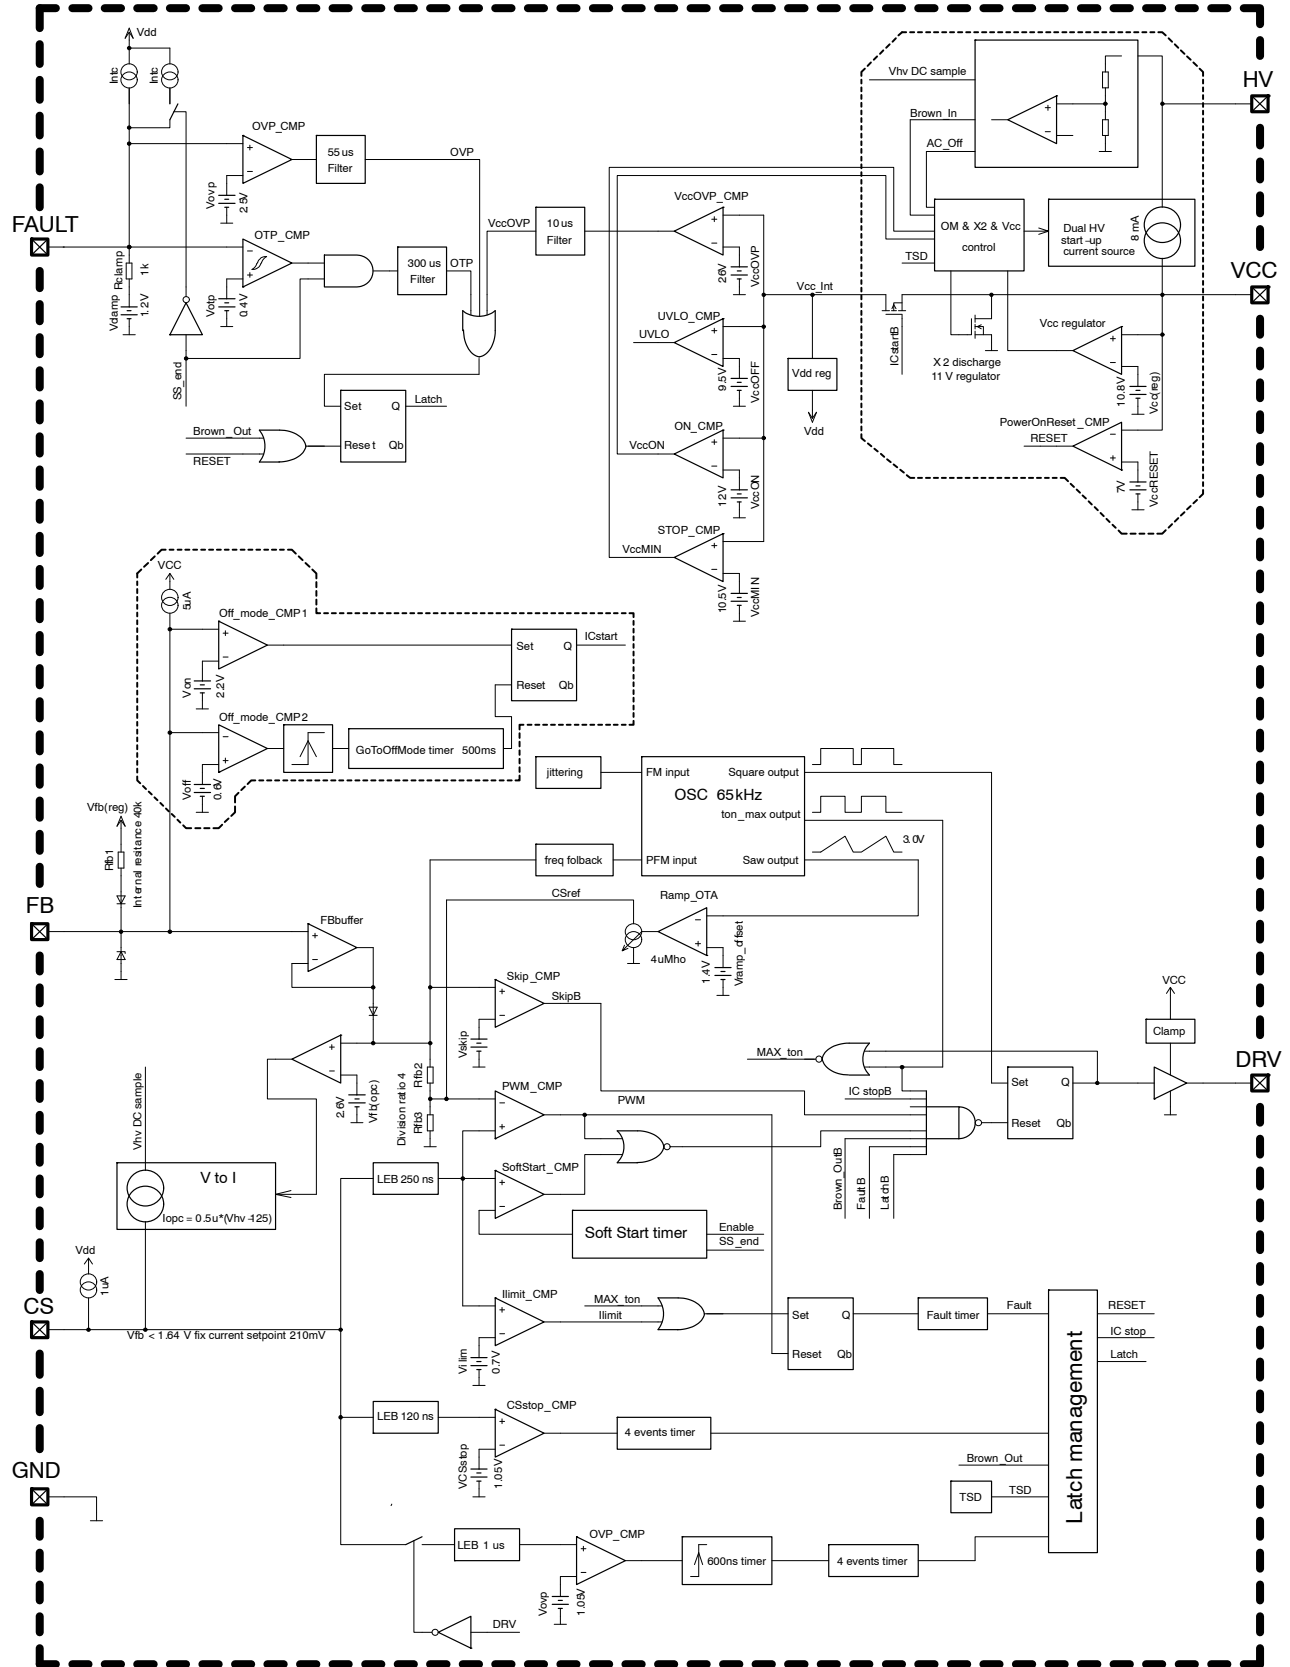 Vdd
Intc
Intc
HV
Vhv DC sample
Brown_In
AC_Off
OVP_CMP
55 us
Filter
OVP
Vovp
2.5V
FAULT
OTP_CMP
300 us
Filter
OTP
Rclamp
1k
Vclamp
1.2V
Votp
0.4V
SS_end
VccOVP
10 us
Filter
VccOVP_CMP
26V
VccOVP
OM & X2 & Vcc
control
TSD
Dual HV
start-up
current source
8 mA
VCC
Vcc_Int
UVLO_CMP
UVLO
9.5V
VccOFF
Vdd reg
Vdd
ICstartB
X2 discharge
11 V regulator
Vcc regulator
10.8V
Vcc(reg)
PowerOnReset_CMP
RESET
7V
VccRESET
Set
Q
Latch
Reset
Qb
Brown_Out
RESET
ON_CMP
VccON
12V
VccON
STOP_CMP
VccMIN
10.5V
VccMIN
VCC
5uA
Off_mode_CMP1
Von
2.2V
Set
Q
ICstart
Reset
Qb
Off_mode_CMP2
GoToOffMode timer 500ms
Voff
0.6V
Vfb(reg)
Rfb1
Internal resitance 40k
jittering
FM input
Square output
OSC 65kHz
ton_max output
3.0V
freq folback
PFM input
Saw output
FB
FBbuffer
CSref
Ramp_OTA
4uMho
1.4V
Vramp_offset
Skip_CMP
SkipB
Vskip
VCC
Clamp
DRV
MAX_ton
IC stopB
Set
Q
Reset
Qb
2.6V
Vfb(opc)
Division ratio 4
Rfb2
Rfb3
PWM_CMP
PWM
Vhv DC sample
V to I
Iopc = 0.5u*(Vhv-125)
LEB 250 ns
SoftStart_CMP
Soft Start timer
Enable
SS_end
Brown_OutB
FaultB
LatchB
Vdd
1uA
CS
Vfb < 1.64 V fix current setpoint 210mV
Ilimit_CMP
MAX_ton
Ilimit
Vilim
0.7V
Set
Q
Reset
Qb
Fault timer
Fault
Latch management
RESET
IC stop
Latch
LEB 120 ns
CSstop_CMP
VCSstop
1.05V
4 events timer
Brown_Out
TSD
TSD
GND
LEB 1 us
OVP_CMP
Vovp
1.05V
600ns timer
4 events timer
DRV